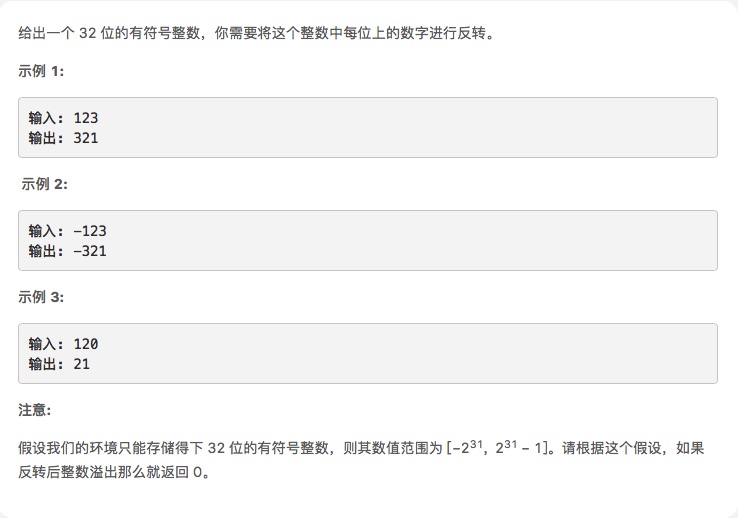 给出一个 32 位的有符号整数，你需要将这个整数中每位上的数字进行反转。
示例 1:
输入: 123
输出: 321
示例 2:
输入: -123
输出: -321
示例 3:
输入: 120
输出: 21
注意:
假设我们的环境只能存储得下 32 位的有符号整数，则其数值范围为 [−2³¹, 2³¹ − 1]。请根据这个假设，如果
反转后整数溢出那么就返回 0。